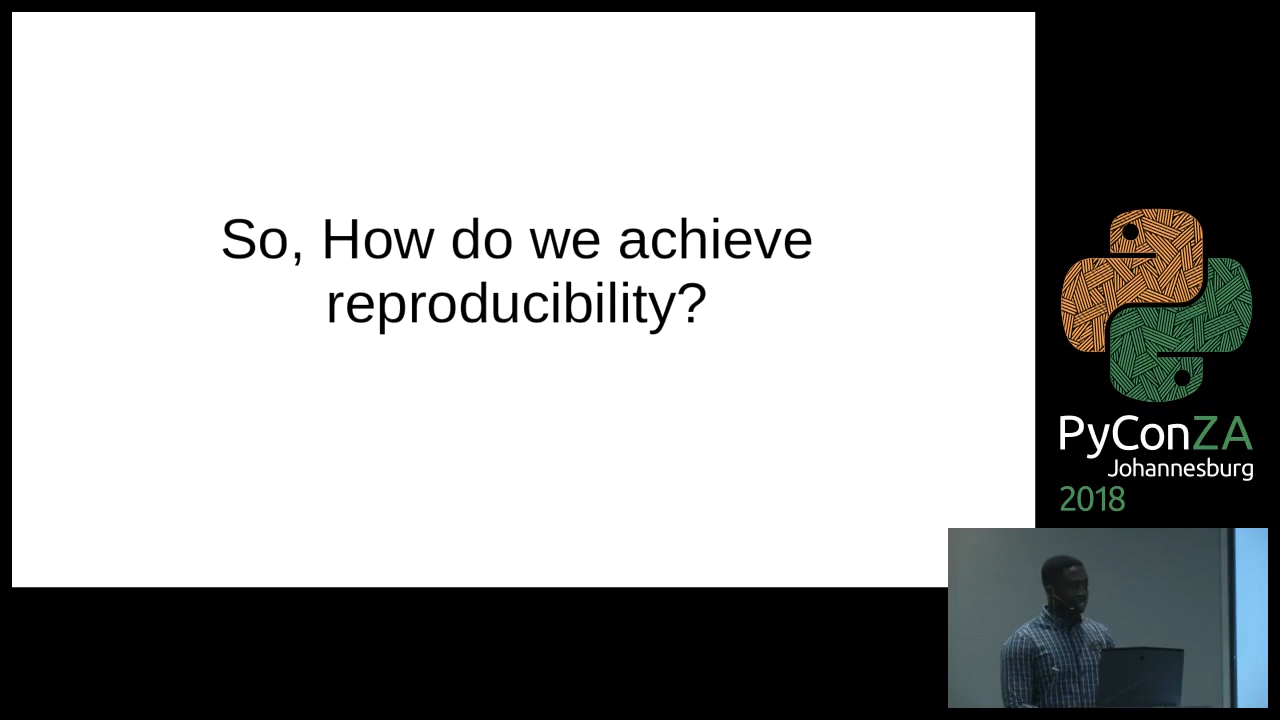 So, How do we achieve
reproducibility?
PyConZA
Johannesburg
2018